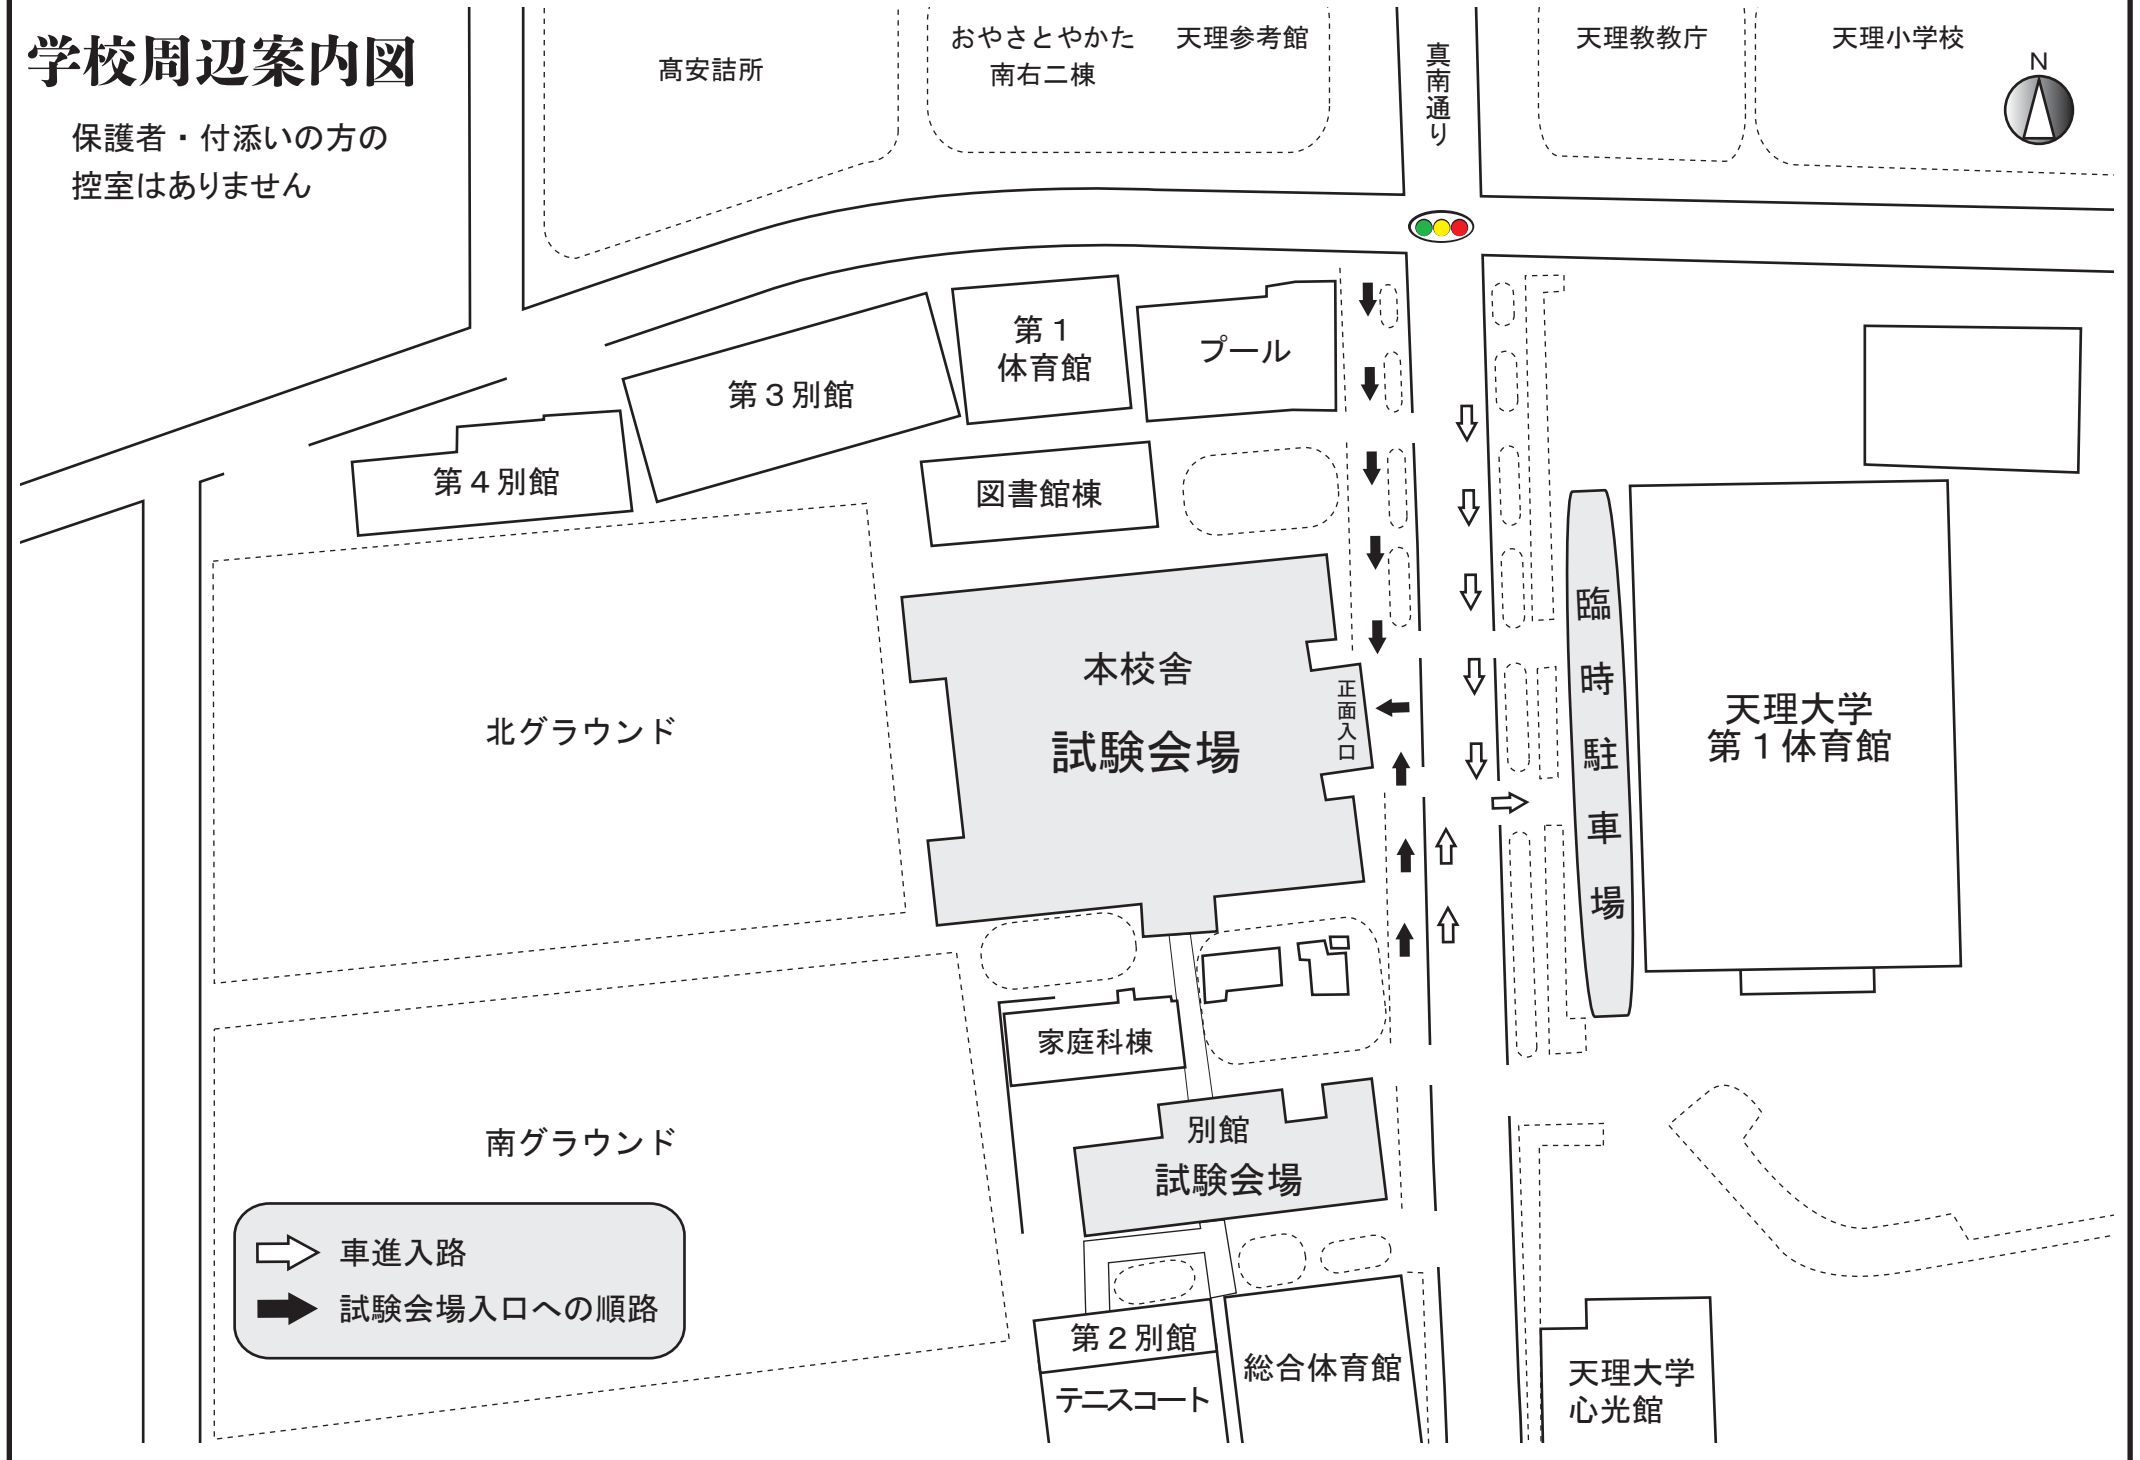 学校周辺案内図
保護者・付添いの方の
控室はありません
髙安詰所
おやさとやかた
南右二棟
天理参考館
真南通り
天理教教庁
天理小学校
N
第１
体育館
プール
第３別館
第４別館
図書館棟
本校舎
試験会場
正面入口
北グラウンド
臨時駐車場
天理大学
第１体育館
家庭科棟
南グラウンド
別館
試験会場
車進入路
試験会場入口への順路
第２別館
テニスコート
総合体育館
天理大学
心光館